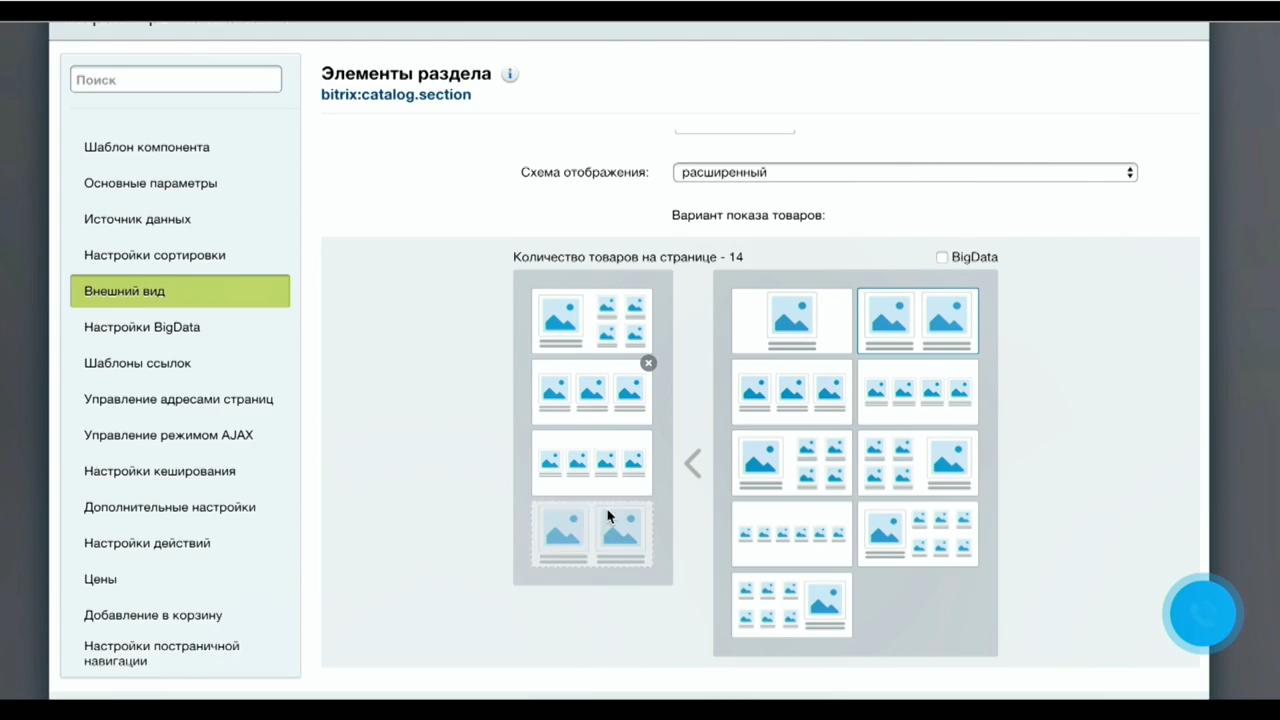 Поиск
Шаблон компонента
Основные параметры
Источник данных
Настройки сортировки
Внешний вид
Настройки BigData
Шаблоны ссылок
Управление адресами страниц
Управление режимом AJAX
Настройки кеширования
Дополнительные настройки
Настройки действий
Цены
Добавление в корзину
Настройки постраничной
навигации
Элементы раздела
bitrix:catalog.section
Схема отображения: расширенный
Вариант показа товаров:
Количество товаров на странице - 14
BigData